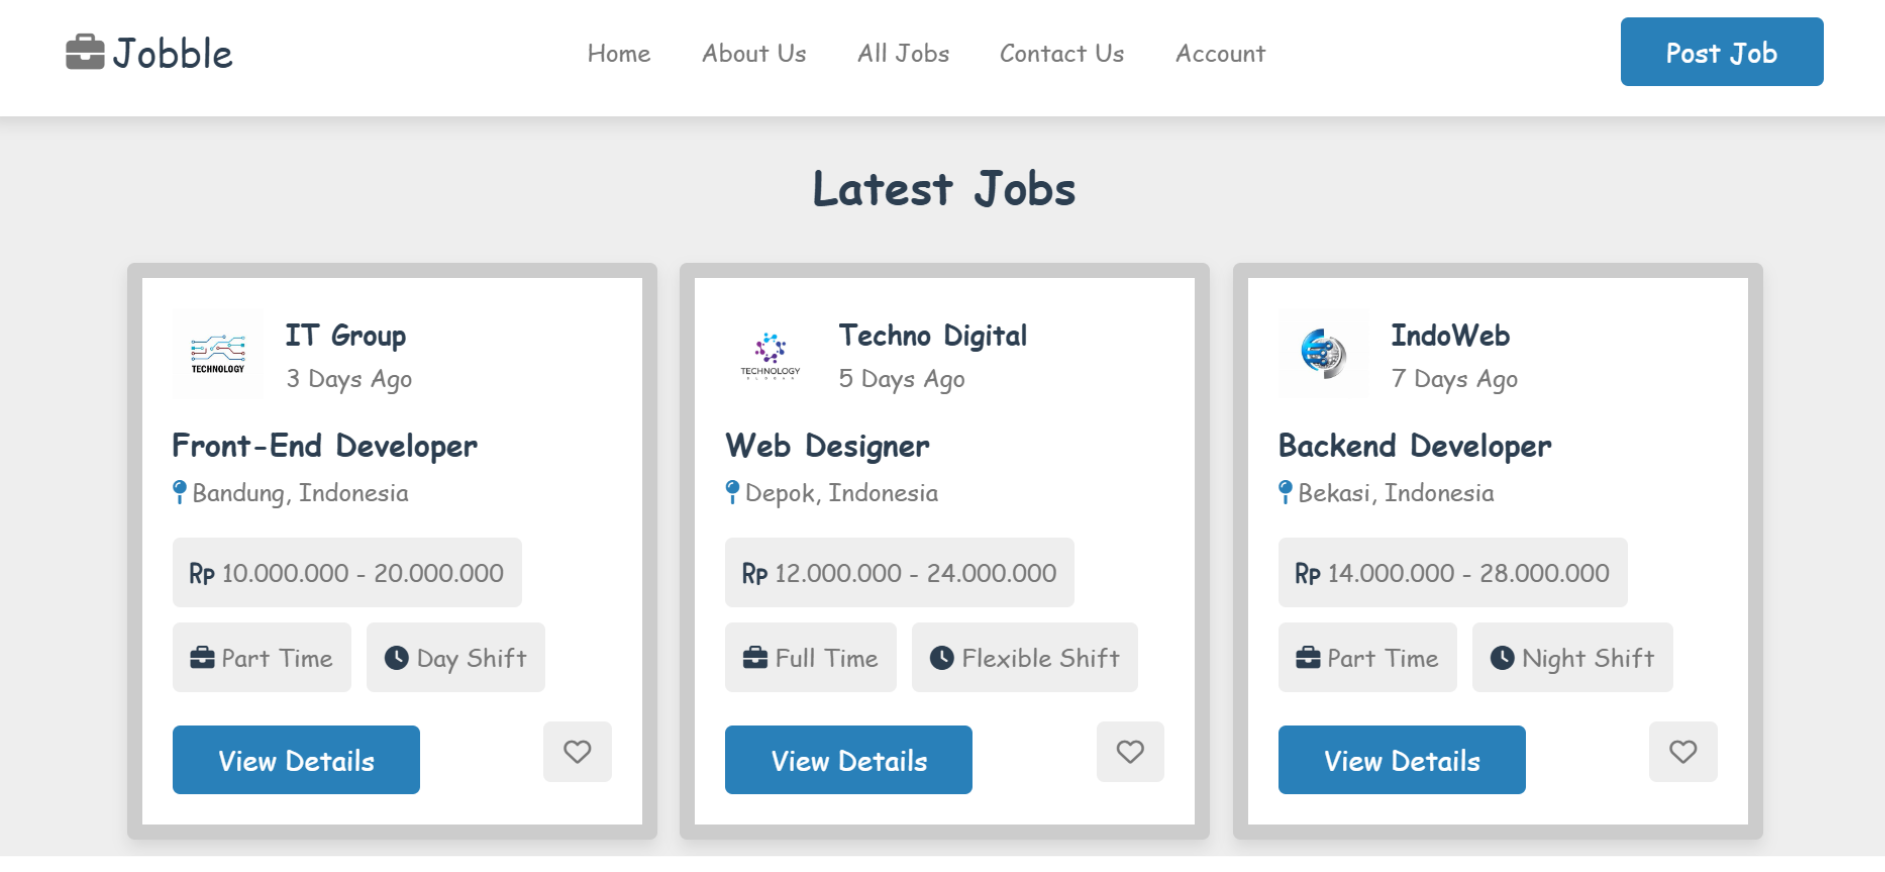 Jobble
Home About Us All Jobs Contact Us Account
Post Job
Latest Jobs
TECHNOLOGY
IT Group
3 Days Ago
Front-End Developer
Bandung, Indonesia
Rp 10.000.000 - 20.000.000
Part Time Day Shift
View Details
TECHNOLOGY
Techno Digital
5 Days Ago
Web Designer
Depok, Indonesia
Rp 12.000.000 - 24.000.000
Full Time Flexible Shift
View Details
IndoWeb
7 Days Ago
Backend Developer
Bekasi, Indonesia
Rp 14.000.000 - 28.000.000
Part Time Night Shift
View Details